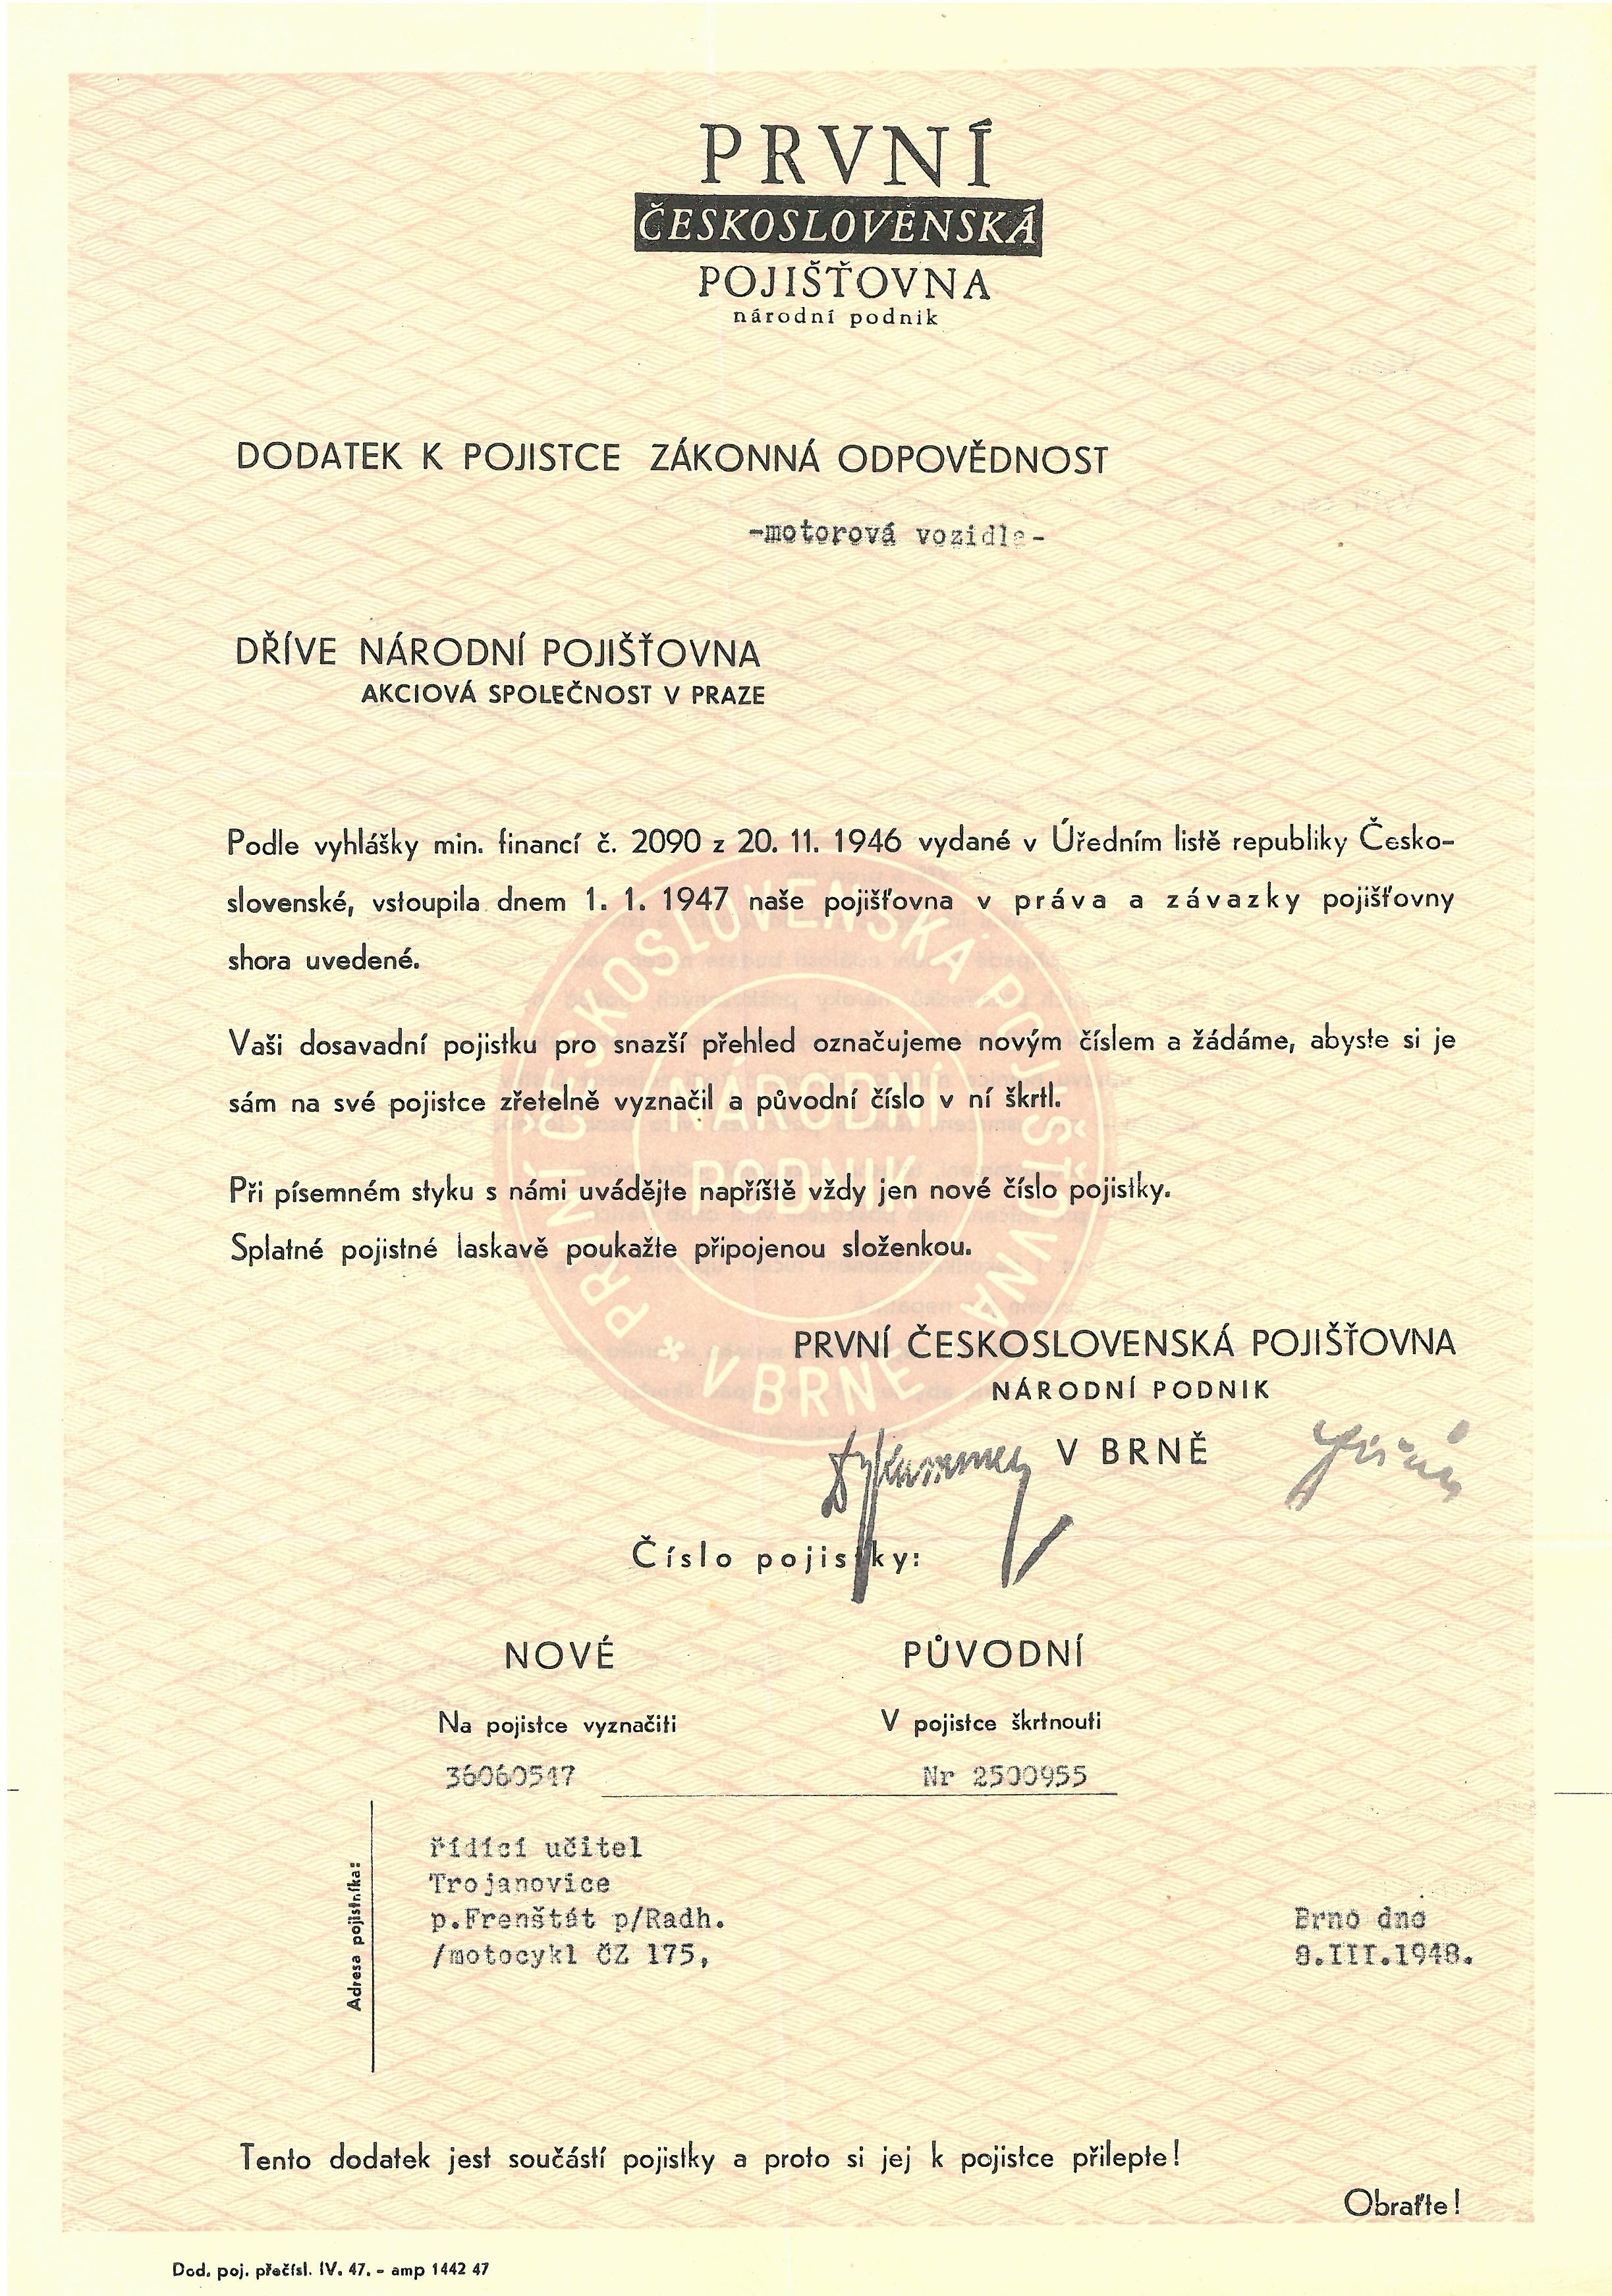 PRVNÍ
ČESKOSLOVENSKÁ
POJIŠŤOVNA
národní podnik
DODATEK K POJISTCE ZÁKONNÁ ODPOVĚDNOST
-motorová vozidla-
DŘÍVE NÁRODNÍ POJIŠŤOVNA
AKCIOVÁ SPOLEČNOST V PRAZE
Podle vyhlášky min. financí č. 2090 z 20. 11. 1946 vydané v Úředním listě republiky Česko-
slovenské, vstoupila dnem 1. 1. 1947 naše pojišťovna v práva a závazky pojišťovny
shora uvedené.
Vaši dosavadní pojistku pro snazší přehled označujeme novým číslem a žádáme, abyste si je
sám na své pojistce zřetelně vyznačil a původní číslo v ní škrtl.
Při písemném styku s námi uvádějte napříště vždy jen nové číslo pojistky.
Splatné pojistné laskavě poukažte připojenou složenkou.
PRVNÍ ČESKOSLOVENSKÁ POJIŠŤOVNA
* V BRNĚ
NÁRODNÍ
PODNIK
PRVNÍ ČESKOSLOVENSKÁ POJIŠŤOVNA
NÁRODNÍ PODNIK
V BRNĚ
Číslo pojistky:
NOVÉ PŮVODNÍ
Na pojistce vyznačiti V pojistce škrtnouti
36060547 Nr 2500955
Adresa pojistníka:
řídící učitel
Trojanovice
p.Frenštát p/Radh.
/motocykl ČZ 175,
Brno dne
8.III.1948.
Tento dodatek jest součástí pojistky a proto si jej k pojistce přilepte!
Obraťte!
Dod. poj. přečísl. IV. 47. - amp 1442 47